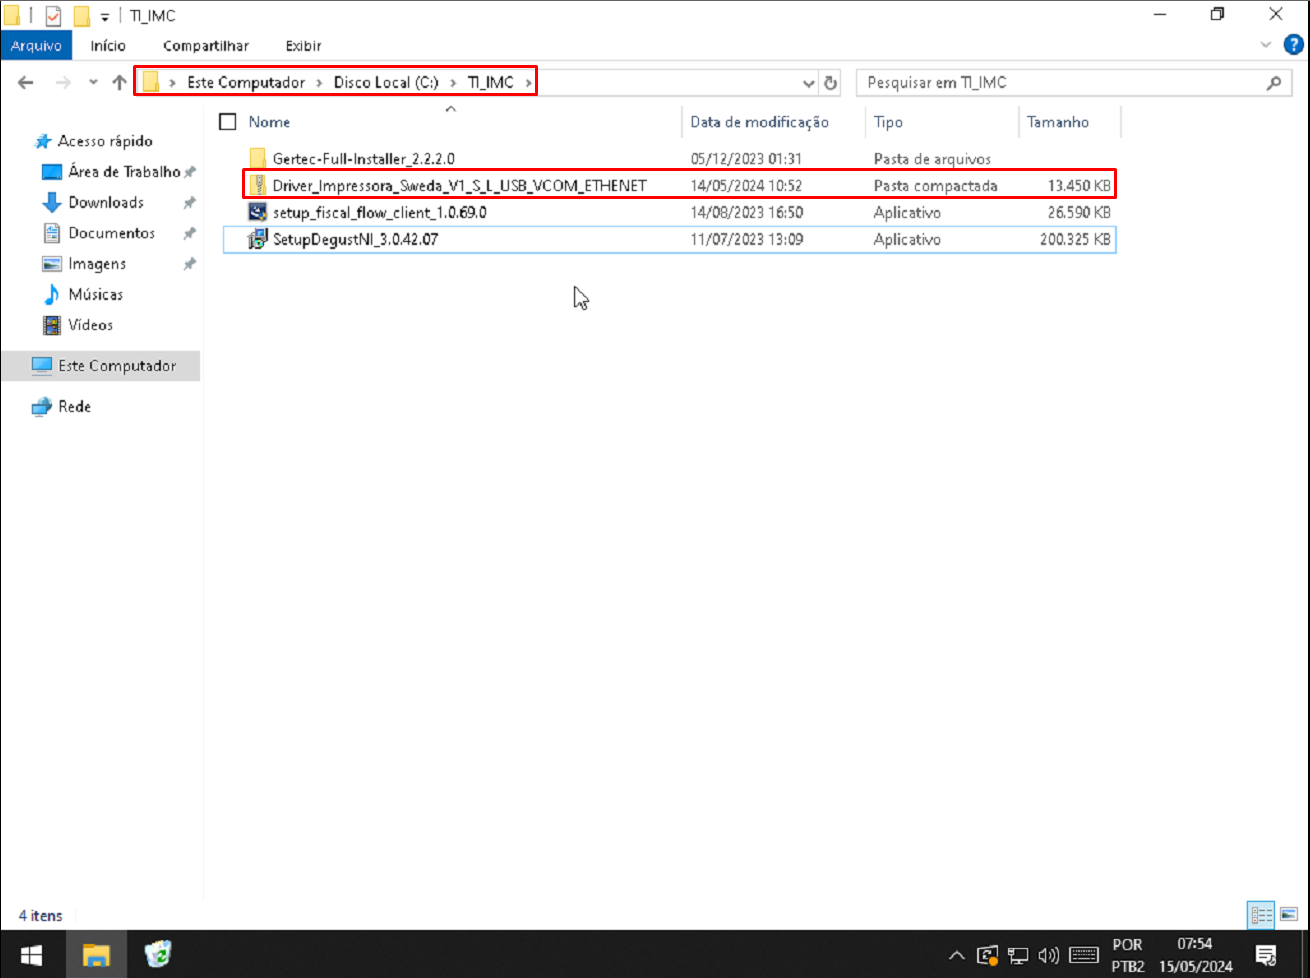 TI_IMC
Arquivo Início Compartilhar Exibir
Este Computador Disco Local (C:) TI_IMC Pesquisar em TI_IMC
Nome Data de modificação Tipo Tamanho
Gertec-Full-Installer_2.2.2.0 05/12/2023 01:31 Pasta de arquivos
Driver_Impressora_Sweda_V1_S_L_USB_VCOM_ETHENET 14/05/2024 10:52 Pasta compactada 13.450 KB
setup_fiscal_flow_client_1.0.69.0 14/08/2023 16:50 Aplicativo 26.590 KB
SetupDegustNI_3.0.42.07 11/07/2023 13:09 Aplicativo 200.325 KB
Acesso rápido
Área de Trabalho
Downloads
Documentos
Imagens
Músicas
Vídeos
Este Computador
Rede
4 itens
POR 07:54
PTB2 15/05/2024